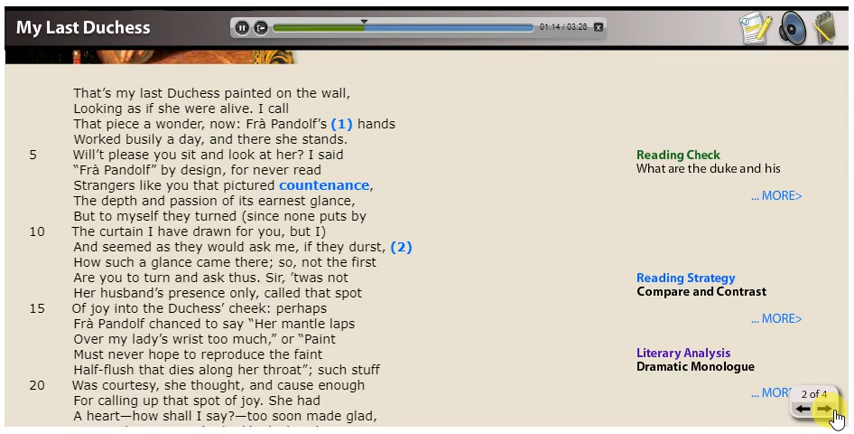 My Last Duchess
01:14 / 03:26
That's my last Duchess painted on the wall,
Looking as if she were alive. I call
That piece a wonder, now: Frà Pandolf's (1) hands
Worked busily a day, and there she stands.
5 Will't please you sit and look at her? I said
“Frà Pandolf” by design, for never read
Strangers like you that pictured countenance,
The depth and passion of its earnest glance,
But to myself they turned (since none puts by
10 The curtain I have drawn for you, but I)
And seemed as they would ask me, if they durst, (2)
How such a glance came there; so, not the first
Are you to turn and ask thus. Sir, ’twas not
Her husband’s presence only, called that spot
15 Of joy into the Duchess’ cheek: perhaps
Frà Pandolf chanced to say “Her mantle laps
Over my lady’s wrist too much,” or “Paint
Must never hope to reproduce the faint
Half-flush that dies along her throat”; such stuff
20 Was courtesy, she thought, and cause enough
For calling up that spot of joy. She had
A heart—how shall I say?—too soon made glad,
Reading Check
What are the duke and his
... MORE>
Reading Strategy
Compare and Contrast
... MORE>
Literary Analysis
Dramatic Monologue
... MOR
2 of 4